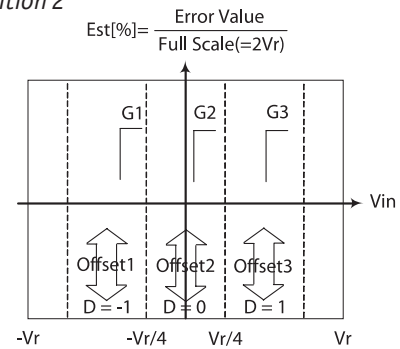 Est[%]= Error Value
Full Scale(=2Vr)
G1 G2 G3
Vin
Offset1 Offset2 Offset3
D = -1 D = 0 D = 1
-Vr -Vr/4 Vr/4 Vr